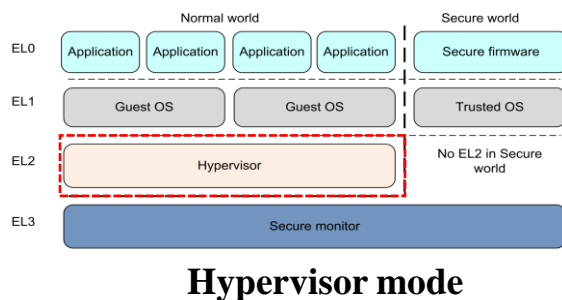 Normal world Secure world
EL0 Application Application Application Application Secure firmware
EL1 Guest OS Guest OS Trusted OS
EL2 Hypervisor No EL2 in Secure
world
EL3 Secure monitor
Hypervisor mode